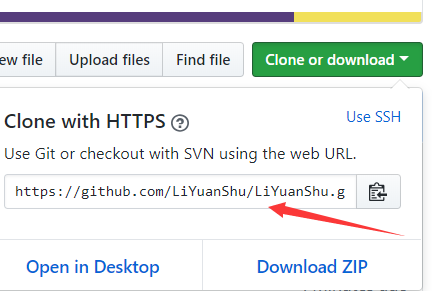 ew file Upload files Find file Clone or download
Clone with HTTPS ? Use SSH
Use Git or checkout with SVN using the web URL.
https://github.com/LiYuanShu/LiYuanShu.g
Open in Desktop Download ZIP